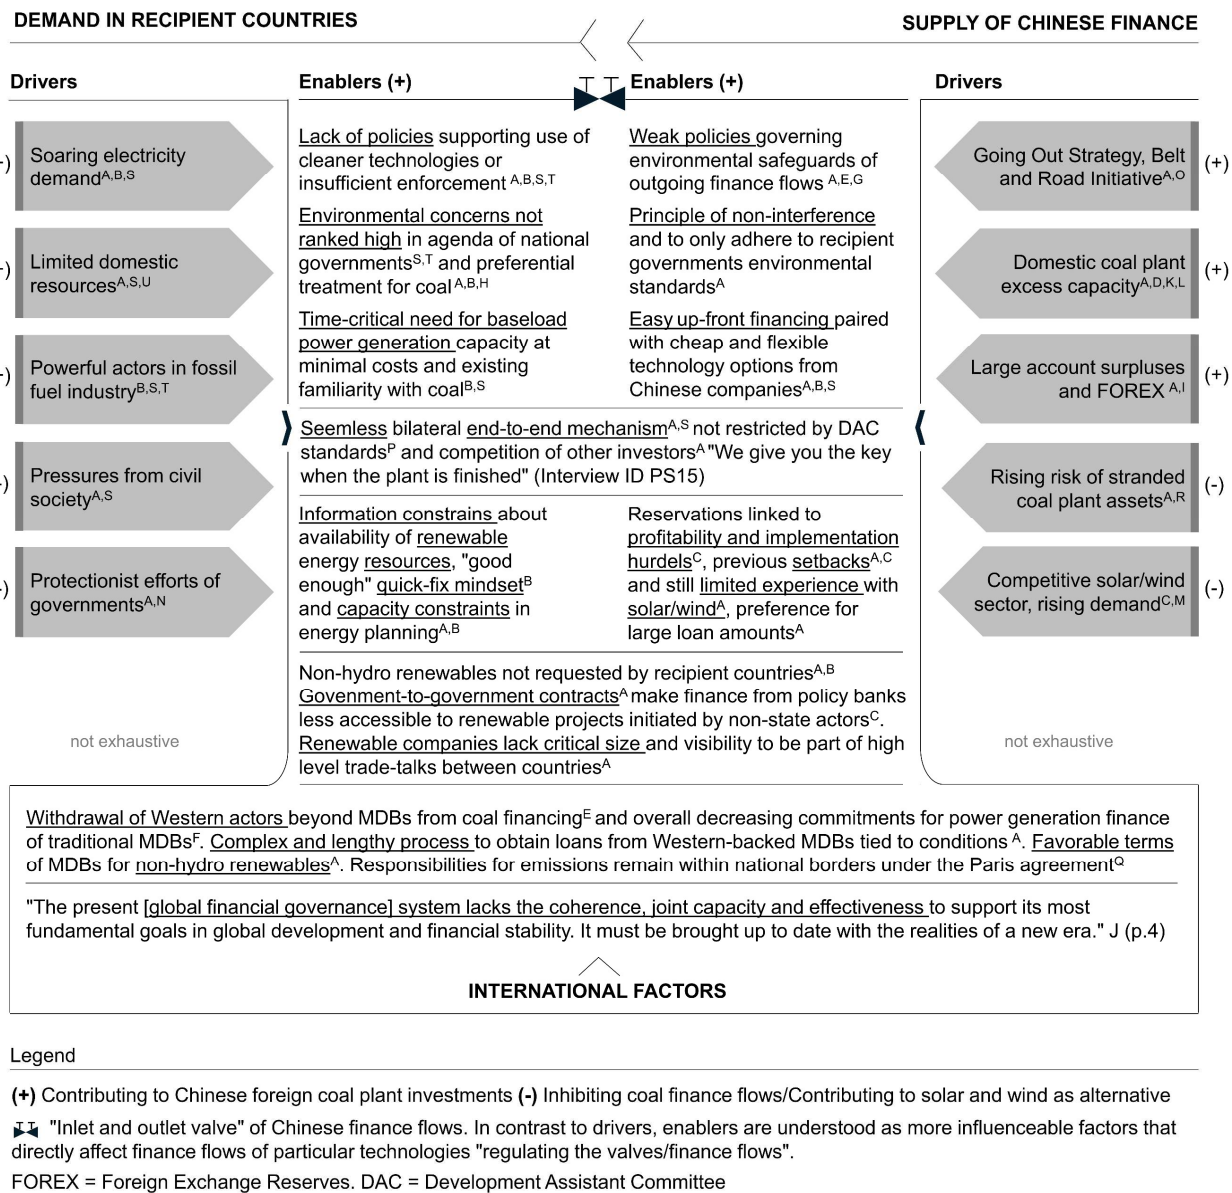 DEMAND IN RECIPIENT COUNTRIES
SUPPLY OF CHINESE FINANCE
Drivers
Enablers (+)
Enablers (+)
Drivers
Soaring electricity
demandA,B,S
Limited domestic
resourcesA,S,U
Powerful actors in fossil
fuel industryB,S,T
Pressures from civil
societyA,S
Protectionist efforts of
governmentsA,N
not exhaustive
Lack of policies supporting use of
cleaner technologies or
insufficient enforcement A,B,S,T
Environmental concerns not
ranked high in agenda of national
governmentsS,T and preferential
treatment for coalA,B,H
Time-critical need for baseload
power generation capacity at
minimal costs and existing
familiarity with coalB,S
Weak policies governing
environmental safeguards of
outgoing finance flows A,E,G
Principle of non-interference
and to only adhere to recipient
governments environmental
standardsA
Easy up-front financing paired
with cheap and flexible
technology options from
Chinese companiesA,B,S
Seemless bilateral end-to-end mechanismA,S not restricted by DAC
standardsP and competition of other investorsA "We give you the key
when the plant is finished" (Interview ID PS15)
Information constrains about
availability of renewable
energy resources, "good
enough" quick-fix mindsetB
and capacity constraints in
energy planningA,B
Reservations linked to
profitability and implementation
hurdelsC, previous setbacksA,C
and still limited experience with
solar/windA, preference for
large loan amountsA
Non-hydro renewables not requested by recipient countriesA,B
Govenment-to-government contractsA make finance from policy banks
less accessible to renewable projects initiated by non-state actorsC.
Renewable companies lack critical size and visibility to be part of high
level trade-talks between countriesA
Going Out Strategy, Belt
and Road InitiativeA,O
(+)
Domestic coal plant
excess capacityA,D,K,L
(+)
Large account surpluses
and FOREX A,I
(+)
Rising risk of stranded
coal plant assetsA,R
(-)
Competitive solar/wind
sector, rising demandC,M
(-)
not exhaustive
Withdrawal of Western actors beyond MDBs from coal financingE and overall decreasing commitments for power generation finance
of traditional MDBsF. Complex and lengthy process to obtain loans from Western-backed MDBs tied to conditions A. Favorable terms
of MDBs for non-hydro renewablesA. Responsibilities for emissions remain within national borders under the Paris agreementQ
"The present [global financial governance] system lacks the coherence, joint capacity and effectiveness to support its most
fundamental goals in global development and financial stability. It must be brought up to date with the realities of a new era." J (p.4)
INTERNATIONAL FACTORS
Legend
(+) Contributing to Chinese foreign coal plant investments (-) Inhibiting coal finance flows/Contributing to solar and wind as alternative
"Inlet and outlet valve" of Chinese finance flows. In contrast to drivers, enablers are understood as more influenceable factors that
directly affect finance flows of particular technologies "regulating the valves/finance flows".
FOREX = Foreign Exchange Reserves. DAC = Development Assistant Committee